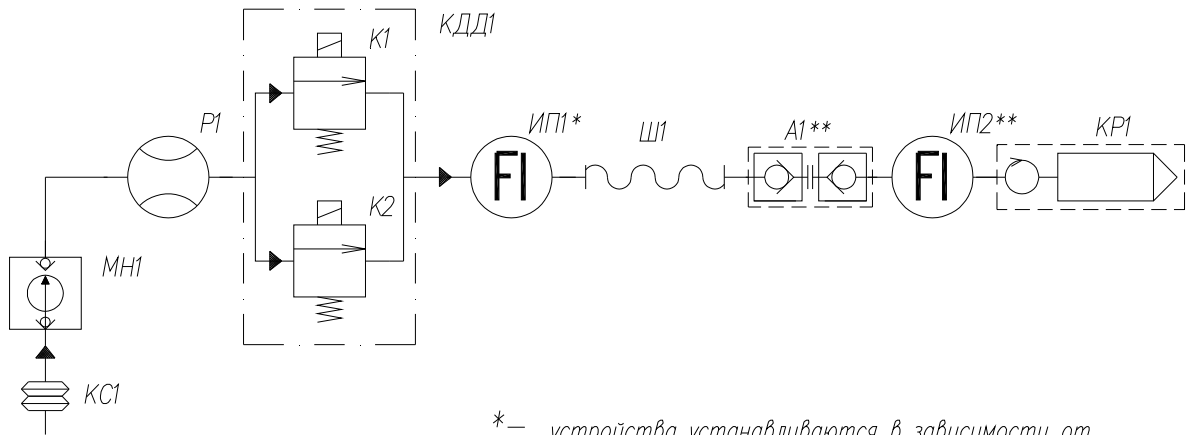 КДД1
К1
Р1
ИП1*
Ш1
А1**
ИП2**
КР1
FI
FI
К2
МН1
КС1
*— устройства устанавливаются в зависимости от